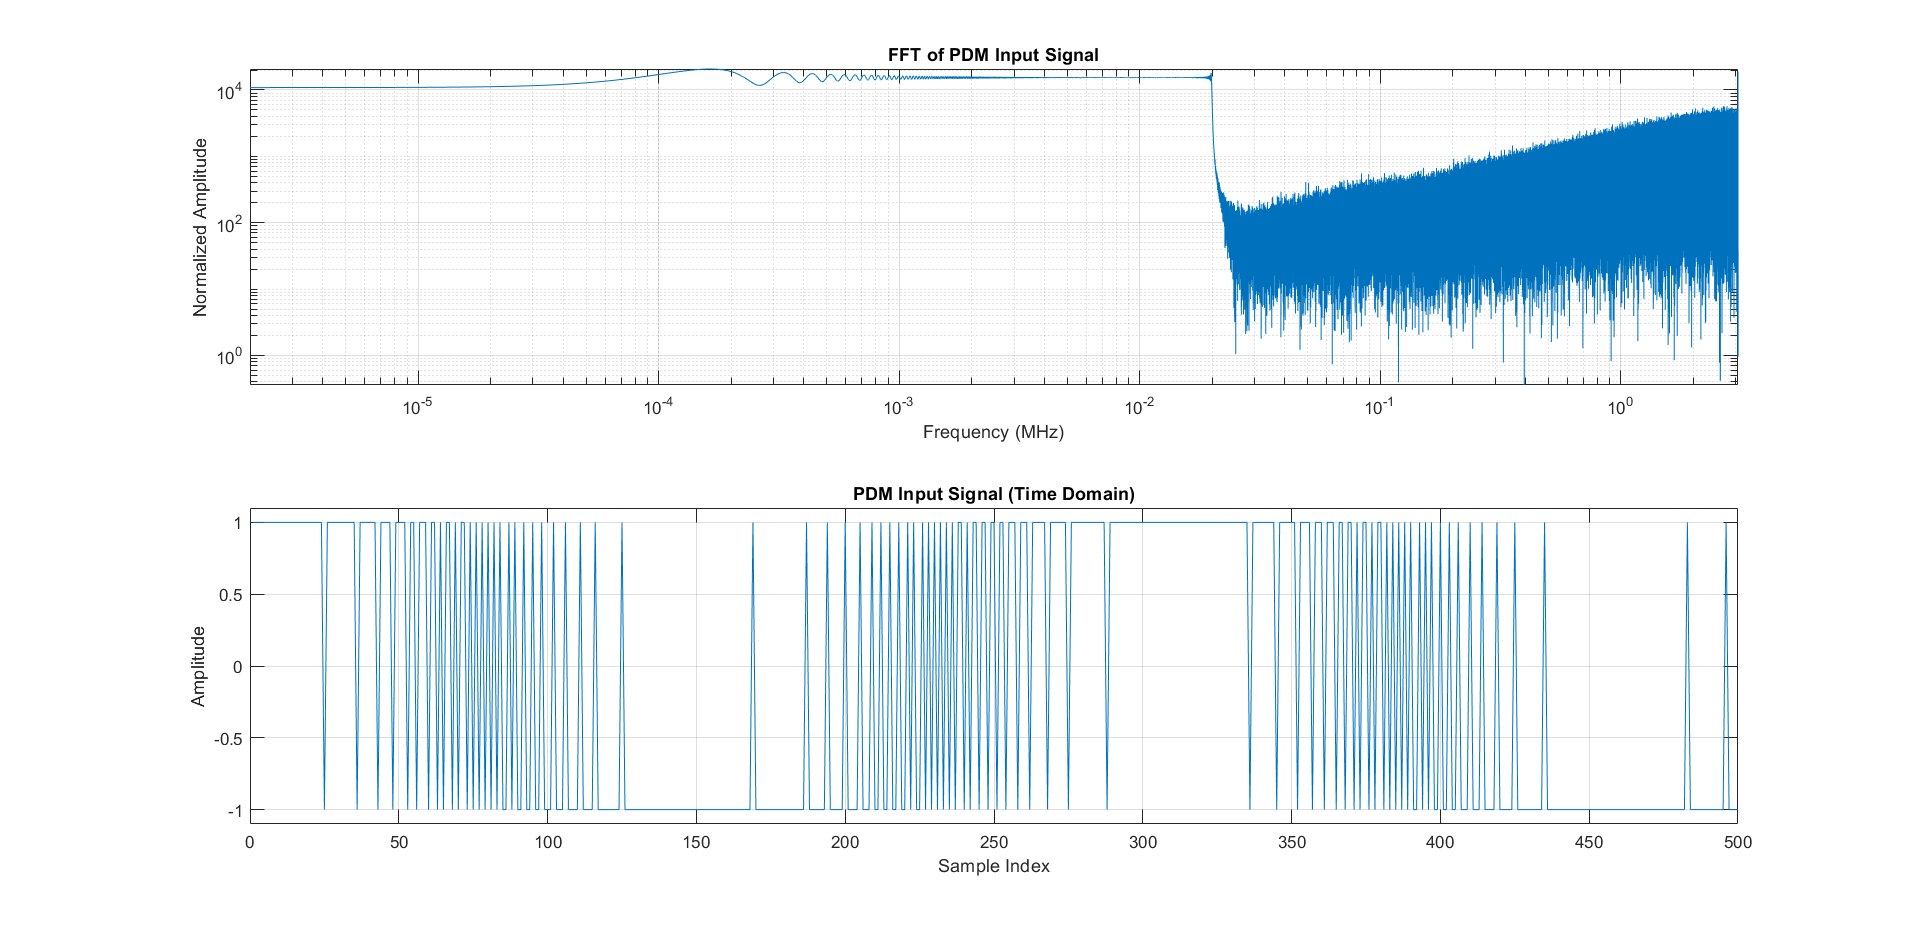 FFT of PDM Input Signal
Normalized Amplitude
10^4
10^2
10^0
10^-5 10^-4 10^-3 10^-2 10^-1 10^0
Frequency (MHz)
PDM Input Signal (Time Domain)
Amplitude
1
0.5
0
-0.5
-1
0 50 100 150 200 250 300 350 400 450 500
Sample Index